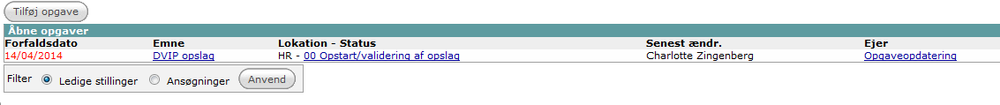 Tilføj opgave
Åbne opgaver
Forfaldsdato Emne Lokation - Status Senest ændr. Ejer
14/04/2014 DVIP opslag HR - 00 Opstart/validering af opslag Charlotte Zingenberg Opgaveopdatering
Filter Ledige stillinger Ansøgninger Anvend